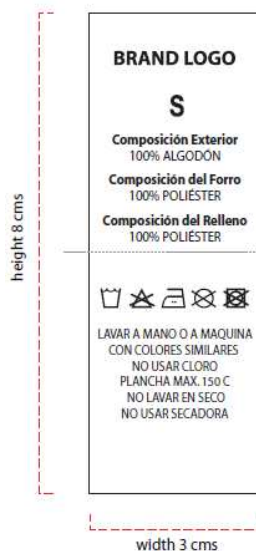 BRAND LOGO
S
Composición Exterior
100% ALGODÓN
Composición del Forro
100% POLIÉSTER
Composición del Relleno
100% POLIÉSTER
LAVAR A MANO O A MAQUINA
CON COLORES SIMILARES
NO USAR CLORO
PLANCHA MAX. 150 C
NO LAVAR EN SECO
NO USAR SECADORA
height 8 cms
width 3 cms